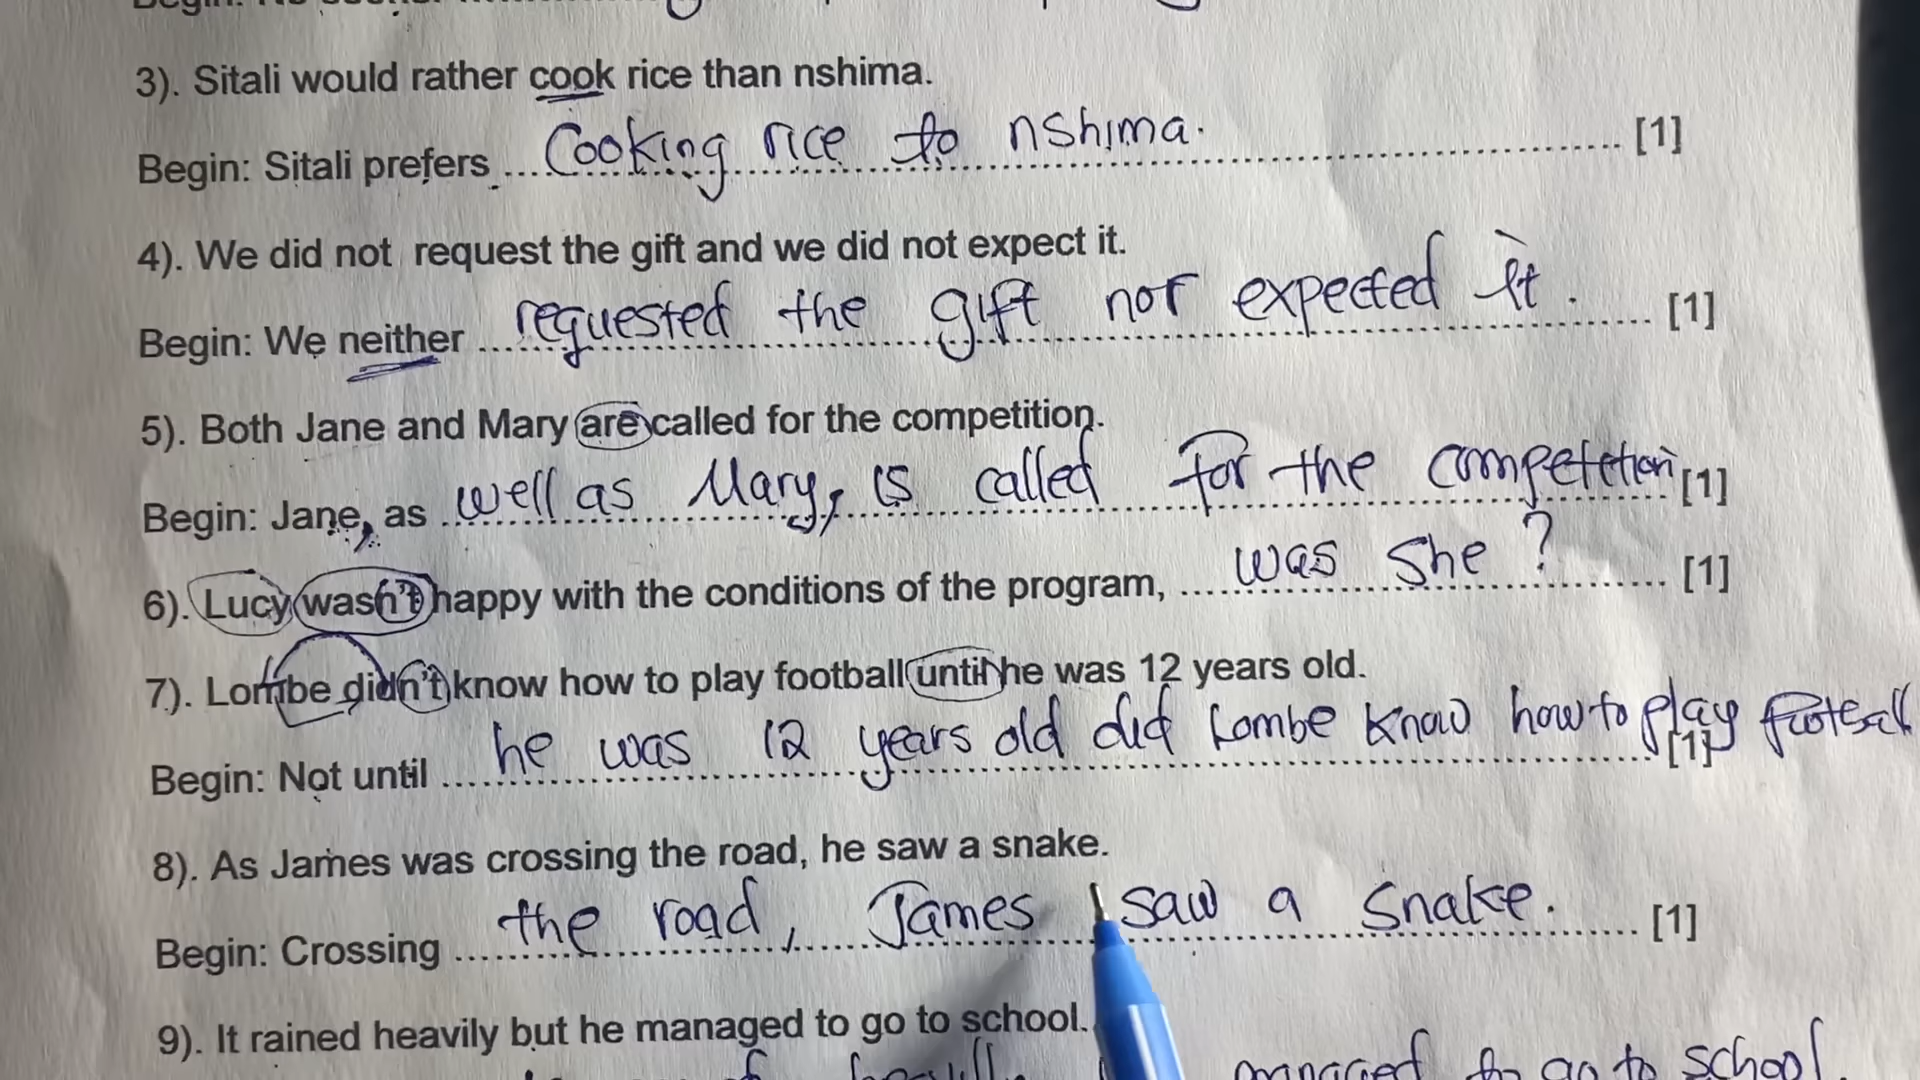 3). Sitali would rather cook rice than nshima.
Begin: Sitali prefers ... Cooking rice to nshima. [1]
4). We did not request the gift and we did not expect it.
Begin: We neither ... requested the gift nor expected it. [1]
5). Both Jane and Mary are called for the competition.
Begin: Jane, as ... well as Mary, is called for the competetion [1]
6). Lucy wasn't happy with the conditions of the program, ... was she? [1]
7). Lombe didn't know how to play football until he was 12 years old.
Begin: Not until ... he was 12 years old did Lombe know how to play football [1]
8). As James was crossing the road, he saw a snake.
Begin: Crossing ... the road, James saw a snake. [1]
9). It rained heavily but he managed to go to school.
managed to go to school.